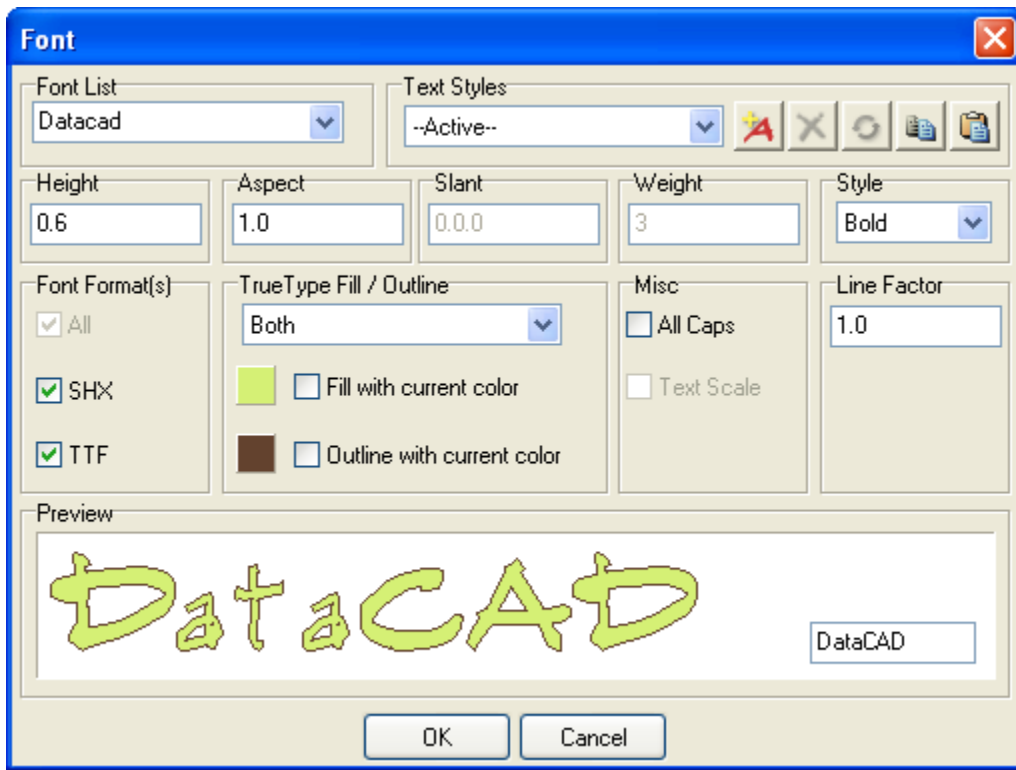 Font
Font List
Text Styles
Datacad
--Active--
Height
Aspect
Slant
Weight
Style
0.6
1.0
0.0.0
3
Bold
Font Format(s)
TrueType Fill / Outline
Misc
Line Factor
All
Both
All Caps
1.0
SHX
Fill with current color
Text Scale
TTF
Outline with current color
Preview
DataCAD
DataCAD
OK
Cancel